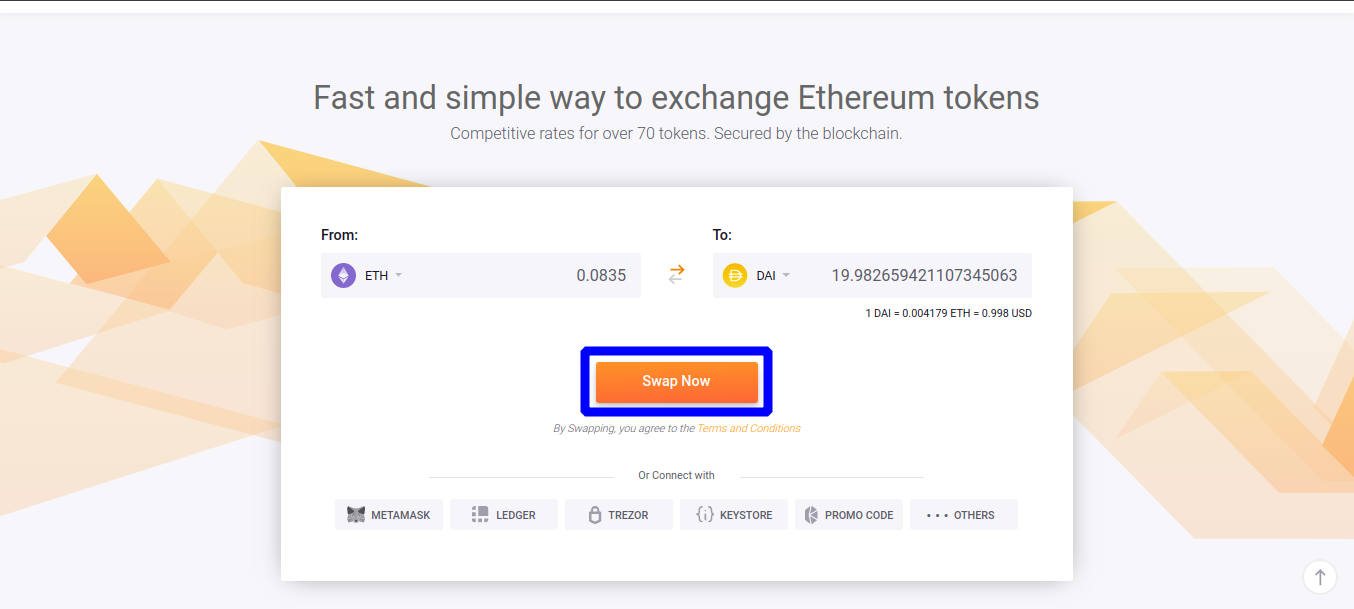 Fast and simple way to exchange Ethereum tokens
Competitive rates for over 70 tokens. Secured by the blockchain.
From:
To:
ETH 0.0835
DAI 19.982659421107345063
1 DAI = 0.004179 ETH = 0.998 USD
Swap Now
By Swapping, you agree to the Terms and Conditions
Or Connect with
METAMASK LEDGER TREZOR KEYSTORE PROMO CODE OTHERS